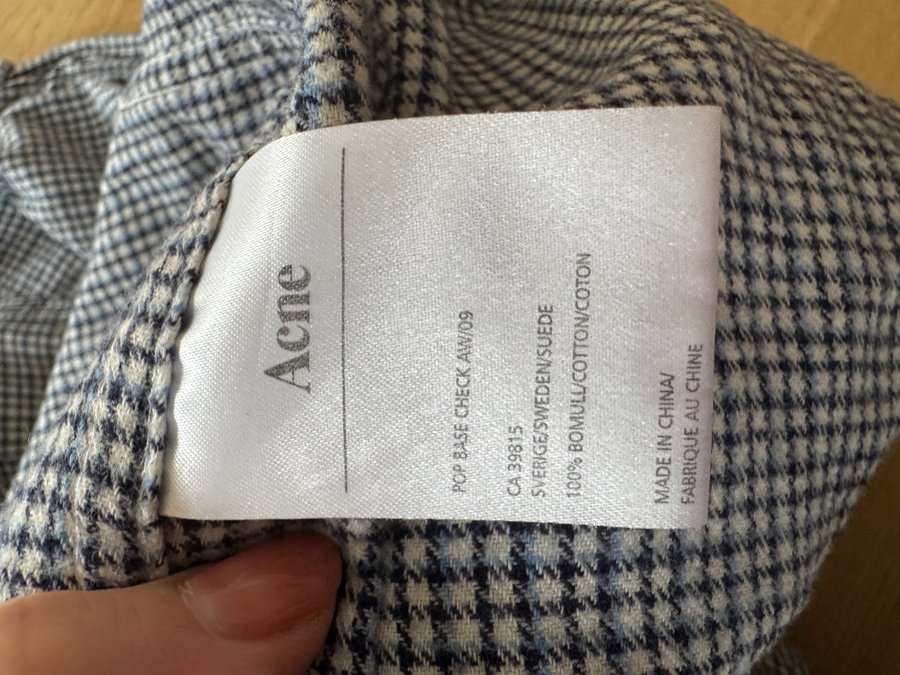 Acne
POP BASE CHECK AW/09
CA 39815
SVERIGE/SWEDEN/SUEDE
100% BOMULL/COTTON/COTON
MADE IN CHINA/
FABRIQUE AU CHINE